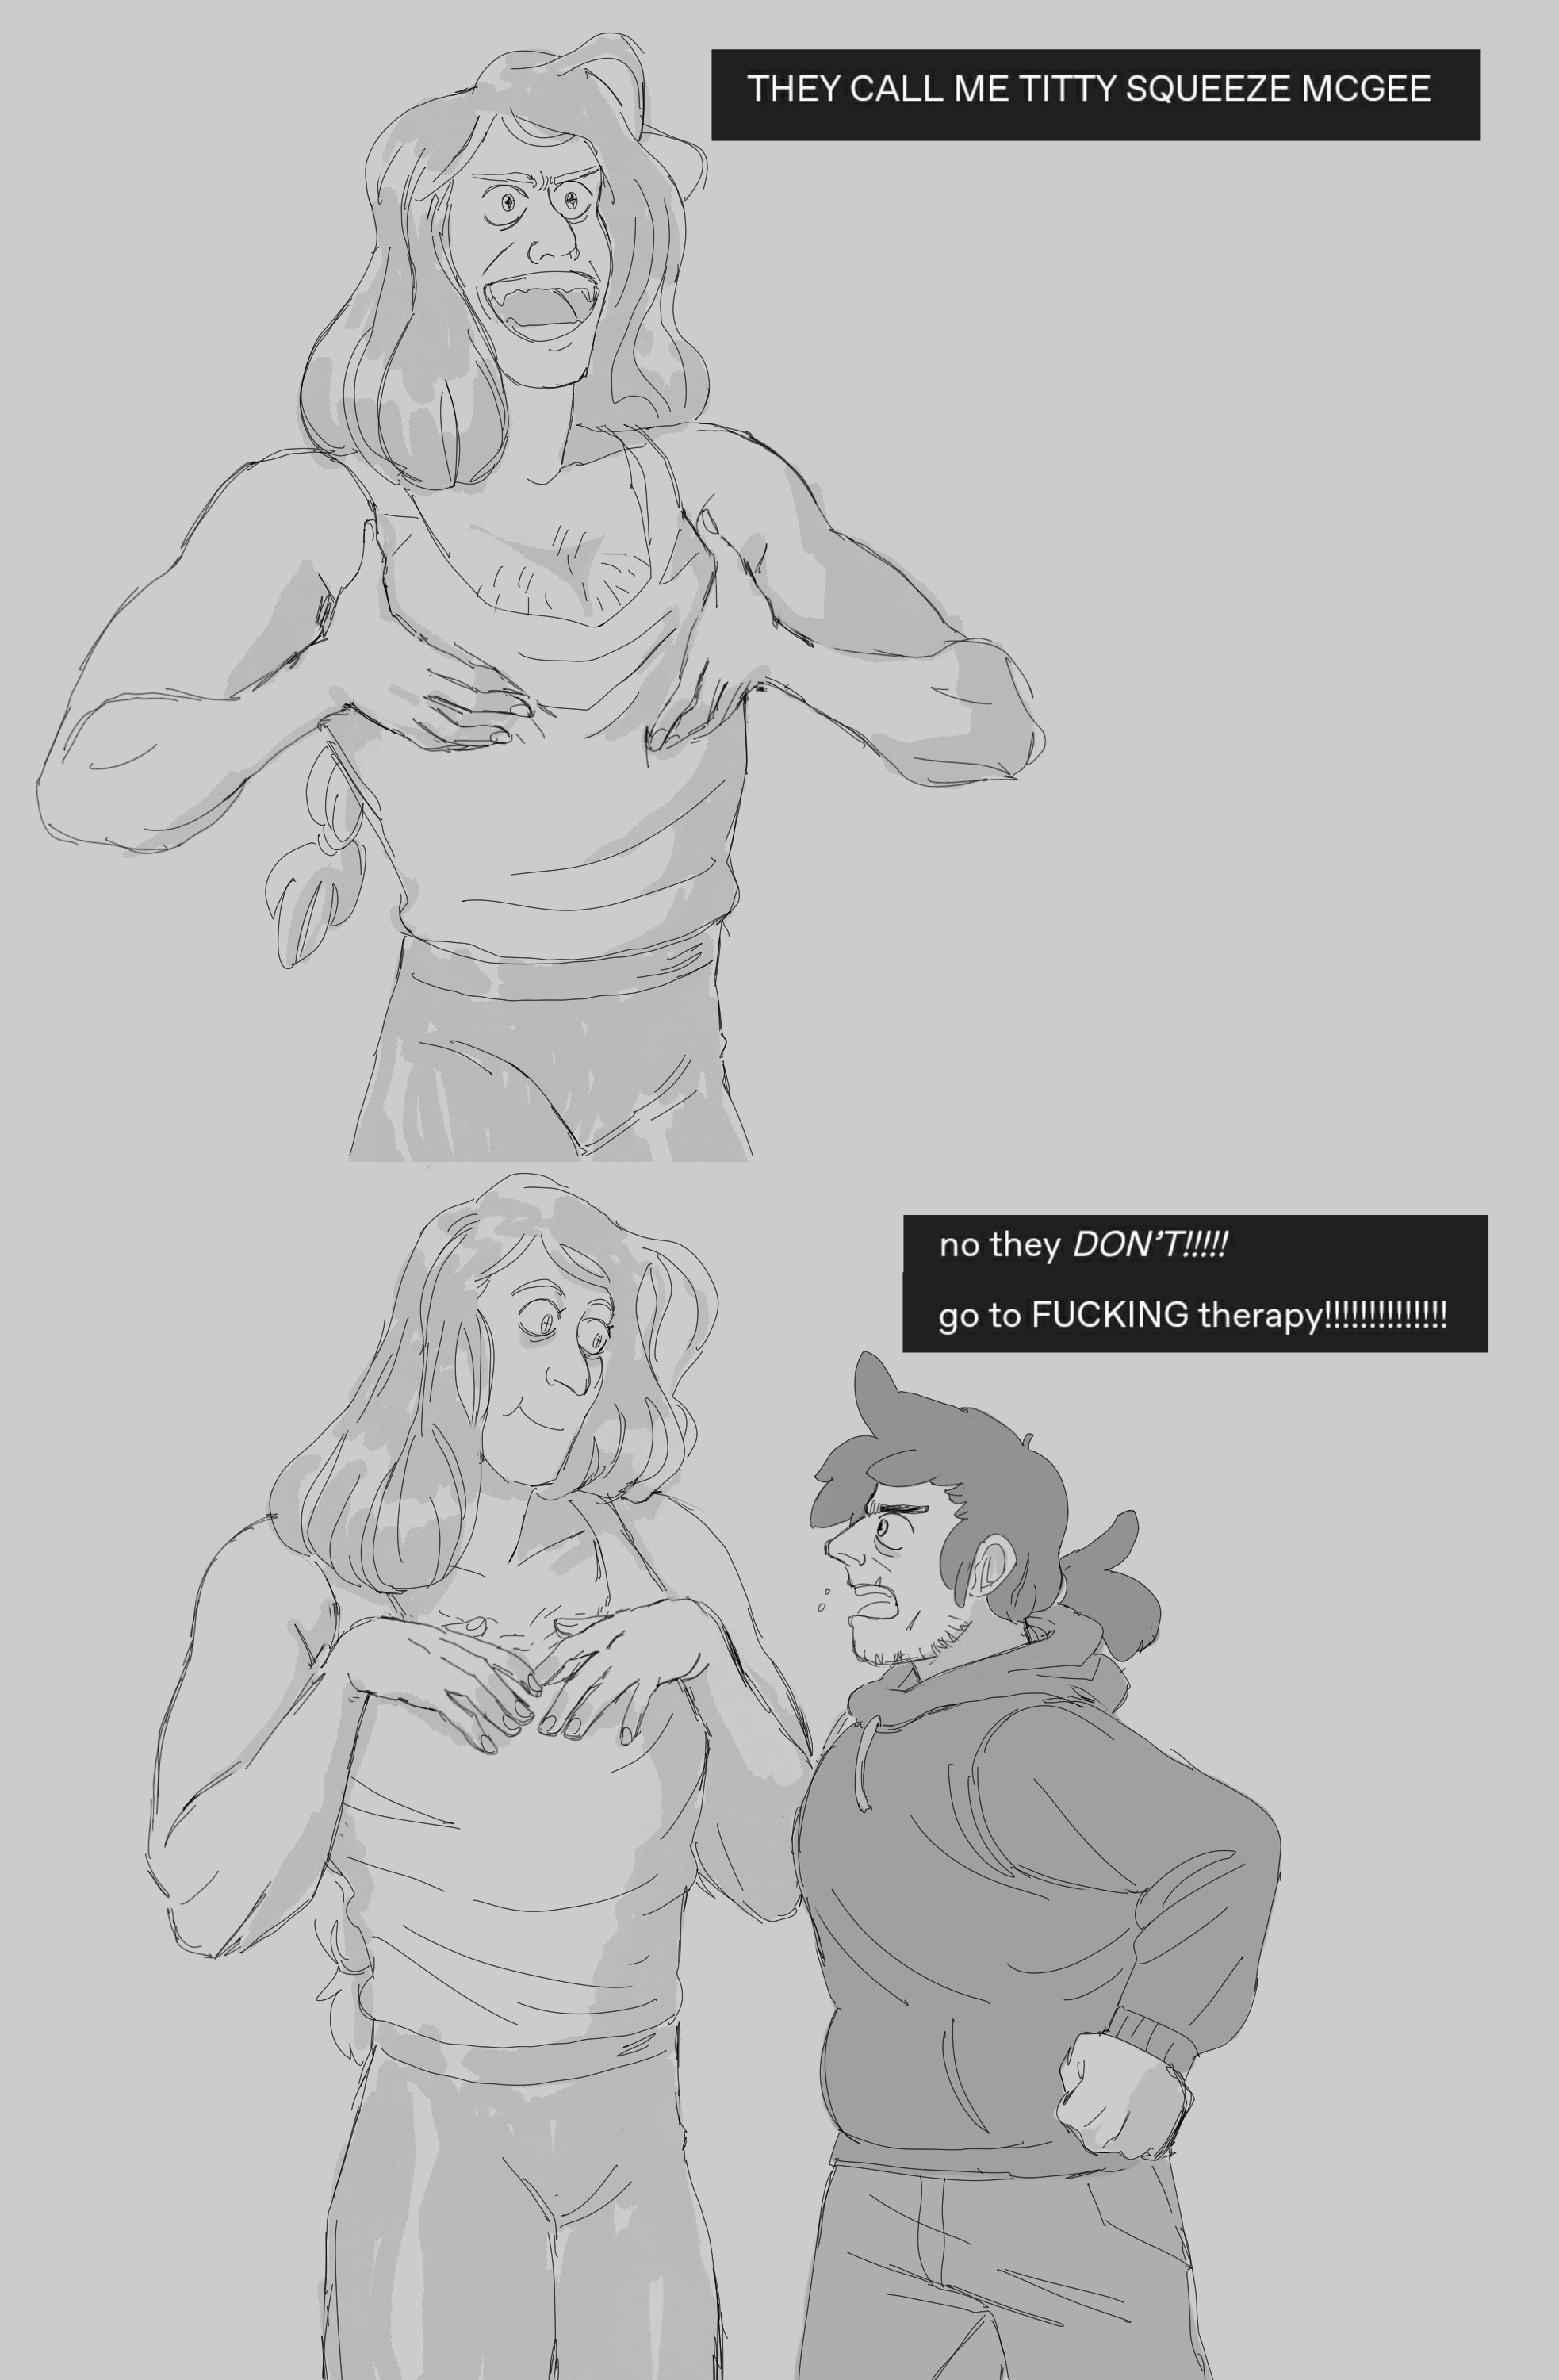 THEY CALL ME TITTY SQUEEZE MCGEE
no they DON'T!!!!!
go to FUCKING therapy!!!!!!!!!!!!!!